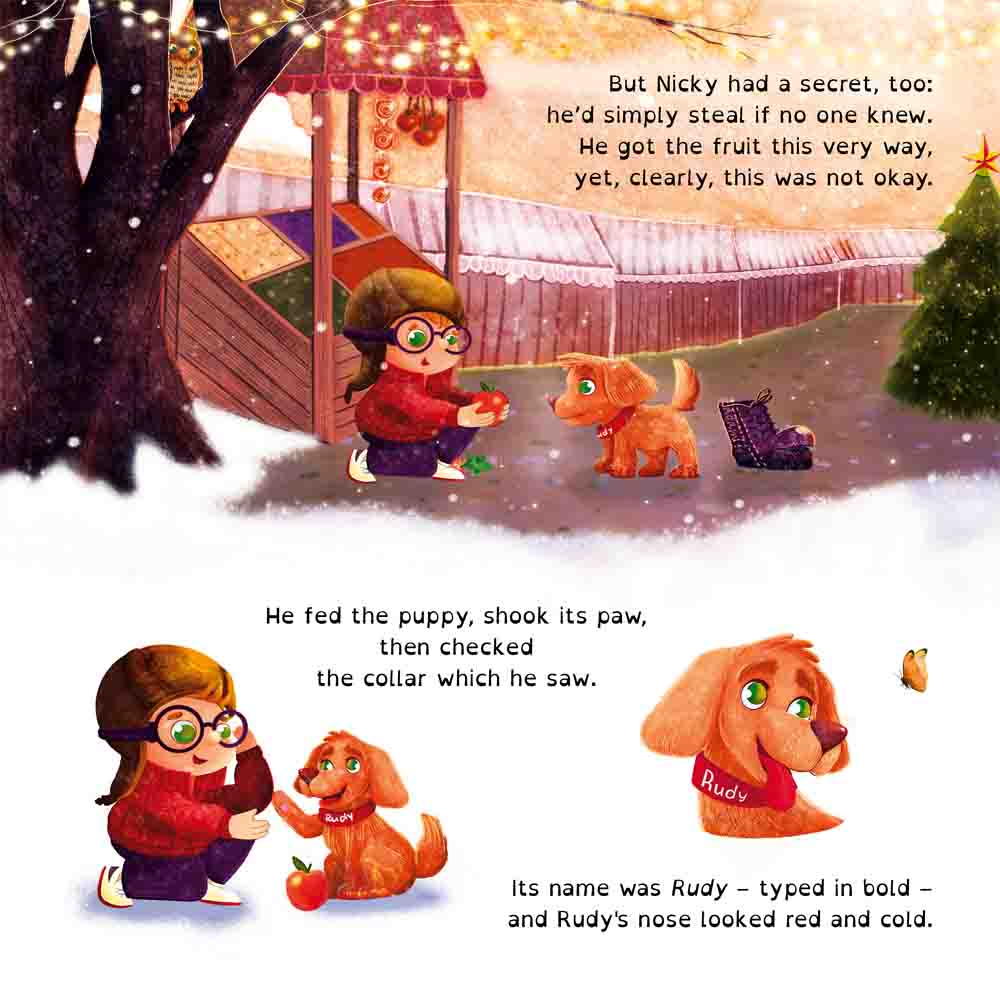 But Nicky had a secret, too:
he’d simply steal if no one knew.
He got the fruit this very way,
yet, clearly, this was not okay.
udy
He fed the puppy, shook its paw,
then checked
the collar which he saw.
Rudy
Rudy
Its name was Rudy – typed in bold –
and Rudy's nose looked red and cold.